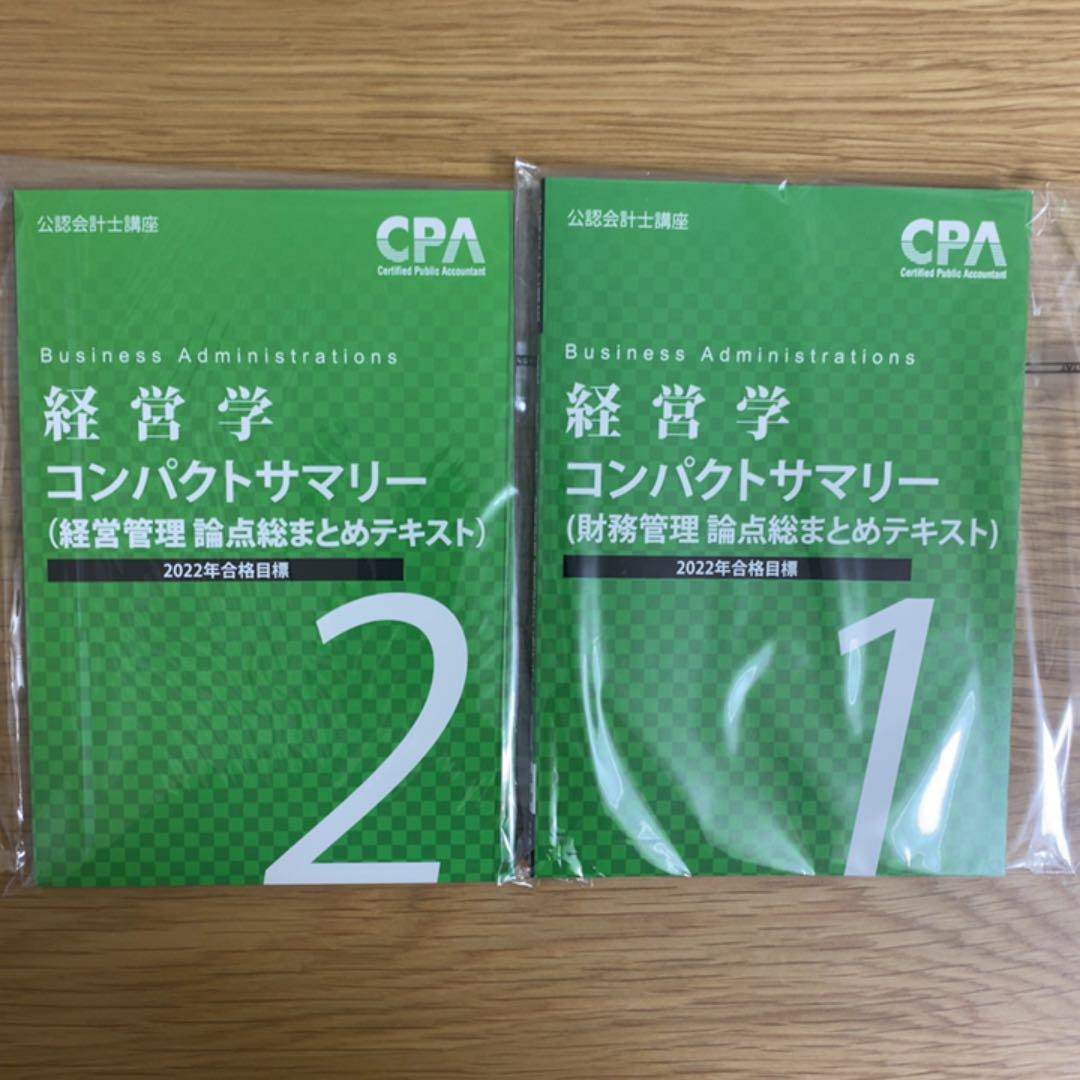 公認会計士講座
CPA
Certified Public Accountant
Business Administrations
経営学
コンパクトサマリー
(経営管理 論点総まとめテキスト)
2022年合格目標
2
公認会計士講座
CPA
Certified Public Accountant
Business Administrations
経営学
コンパクトサマリー
(財務管理 論点総まとめテキスト)
2022年合格目標
1